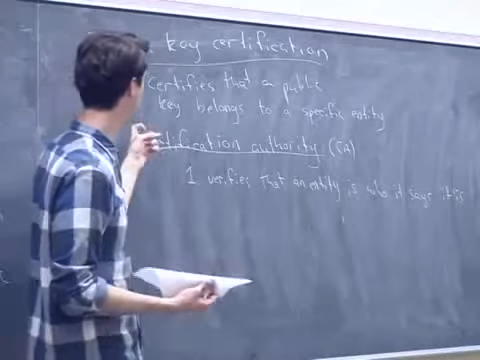 key certification
certifies that a public
key belongs to a specific entity
tification authority (CA)
1 verifies that an entity is who it says it is